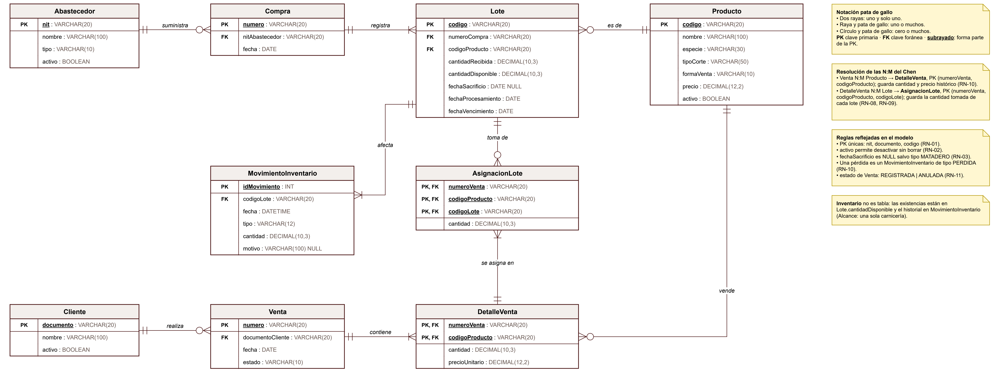 Abastecedor
PK nit : VARCHAR(20)
nombre : VARCHAR(100)
tipo : VARCHAR(10)
activo : BOOLEAN
suministra
Compra
PK numero : VARCHAR(20)
FK nitAbastecedor : VARCHAR(20)
fecha : DATE
registra
Lote
PK codigo : VARCHAR(20)
FK numeroCompra : VARCHAR(20)
FK codigoProducto : VARCHAR(20)
cantidadRecibida : DECIMAL(10,3)
cantidadDisponible : DECIMAL(10,3)
fechaSacrificio : DATE NULL
fechaProcesamiento : DATE
fechaVencimiento : DATE
es de
Producto
PK codigo : VARCHAR(20)
nombre : VARCHAR(100)
especie : VARCHAR(30)
tipoCorte : VARCHAR(50)
formaVenta : VARCHAR(10)
precio : DECIMAL(12,2)
activo : BOOLEAN
afecta
toma de
MovimientoInventario
PK idMovimiento : INT
FK codigoLote : VARCHAR(20)
fecha : DATETIME
tipo : VARCHAR(12)
cantidad : DECIMAL(10,3)
motivo : VARCHAR(100) NULL
AsignacionLote
PK, FK numeroVenta : VARCHAR(20)
PK, FK codigoProducto : VARCHAR(20)
PK, FK codigoLote : VARCHAR(20)
cantidad : DECIMAL(10,3)
se asigna en
vende
Cliente
PK documento : VARCHAR(20)
nombre : VARCHAR(100)
activo : BOOLEAN
realiza
Venta
PK numero : VARCHAR(20)
FK documentoCliente : VARCHAR(20)
fecha : DATE
estado : VARCHAR(10)
contiene
DetalleVenta
PK, FK numeroVenta : VARCHAR(20)
PK, FK codigoProducto : VARCHAR(20)
cantidad : DECIMAL(10,3)
precioUnitario : DECIMAL(12,2)
Notación pata de gallo
• Dos rayas: uno y solo uno.
• Raya y pata de gallo: uno o muchos.
• Círculo y pata de gallo: cero o muchos.
PK clave primaria · FK clave foránea · subrayado: forma parte
de la PK.
Resolución de las N:M del Chen
• Venta N:M Producto → DetalleVenta, PK (numeroVenta,
codigoProducto); guarda cantidad y precio histórico (RN-10).
• DetalleVenta N:M Lote → AsignacionLote, PK (numeroVenta,
codigoProducto, codigoLote); guarda la cantidad tomada de
cada lote (RN-08, RN-09).
Reglas reflejadas en el modelo
• PK únicas: nit, documento, codigo (RN-01).
• activo permite desactivar sin borrar (RN-02).
• fechaSacrificio es NULL salvo tipo MATADERO (RN-03).
• Una pérdida es un MovimientoInventario de tipo PERDIDA
(RN-10).
• estado de Venta: REGISTRADA | ANULADA (RN-11).
Inventario no es tabla: las existencias están en
Lote.cantidadDisponible y el historial en MovimientoInventario
(Alcance: una sola carnicería).